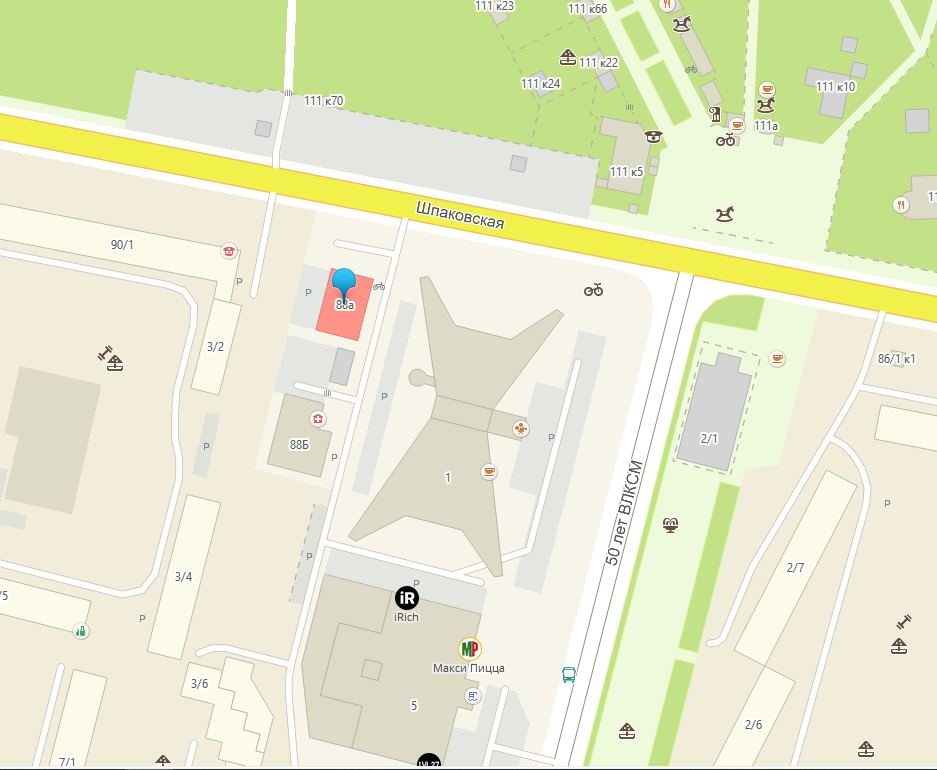 111 к23
111 к66
111 к22
111 к24
111 к10
111 к70
111а
111 к5
Шпаковская
90/1
P
P
88а
3/2
86/1 к1
P
P
2/1
P
88Б
P
1
50 лет ВЛКСМ
P
P
2/7
3/4
P
iR
iRich
P
MP
Макси Пицца
3/6
5
2/6
7/1